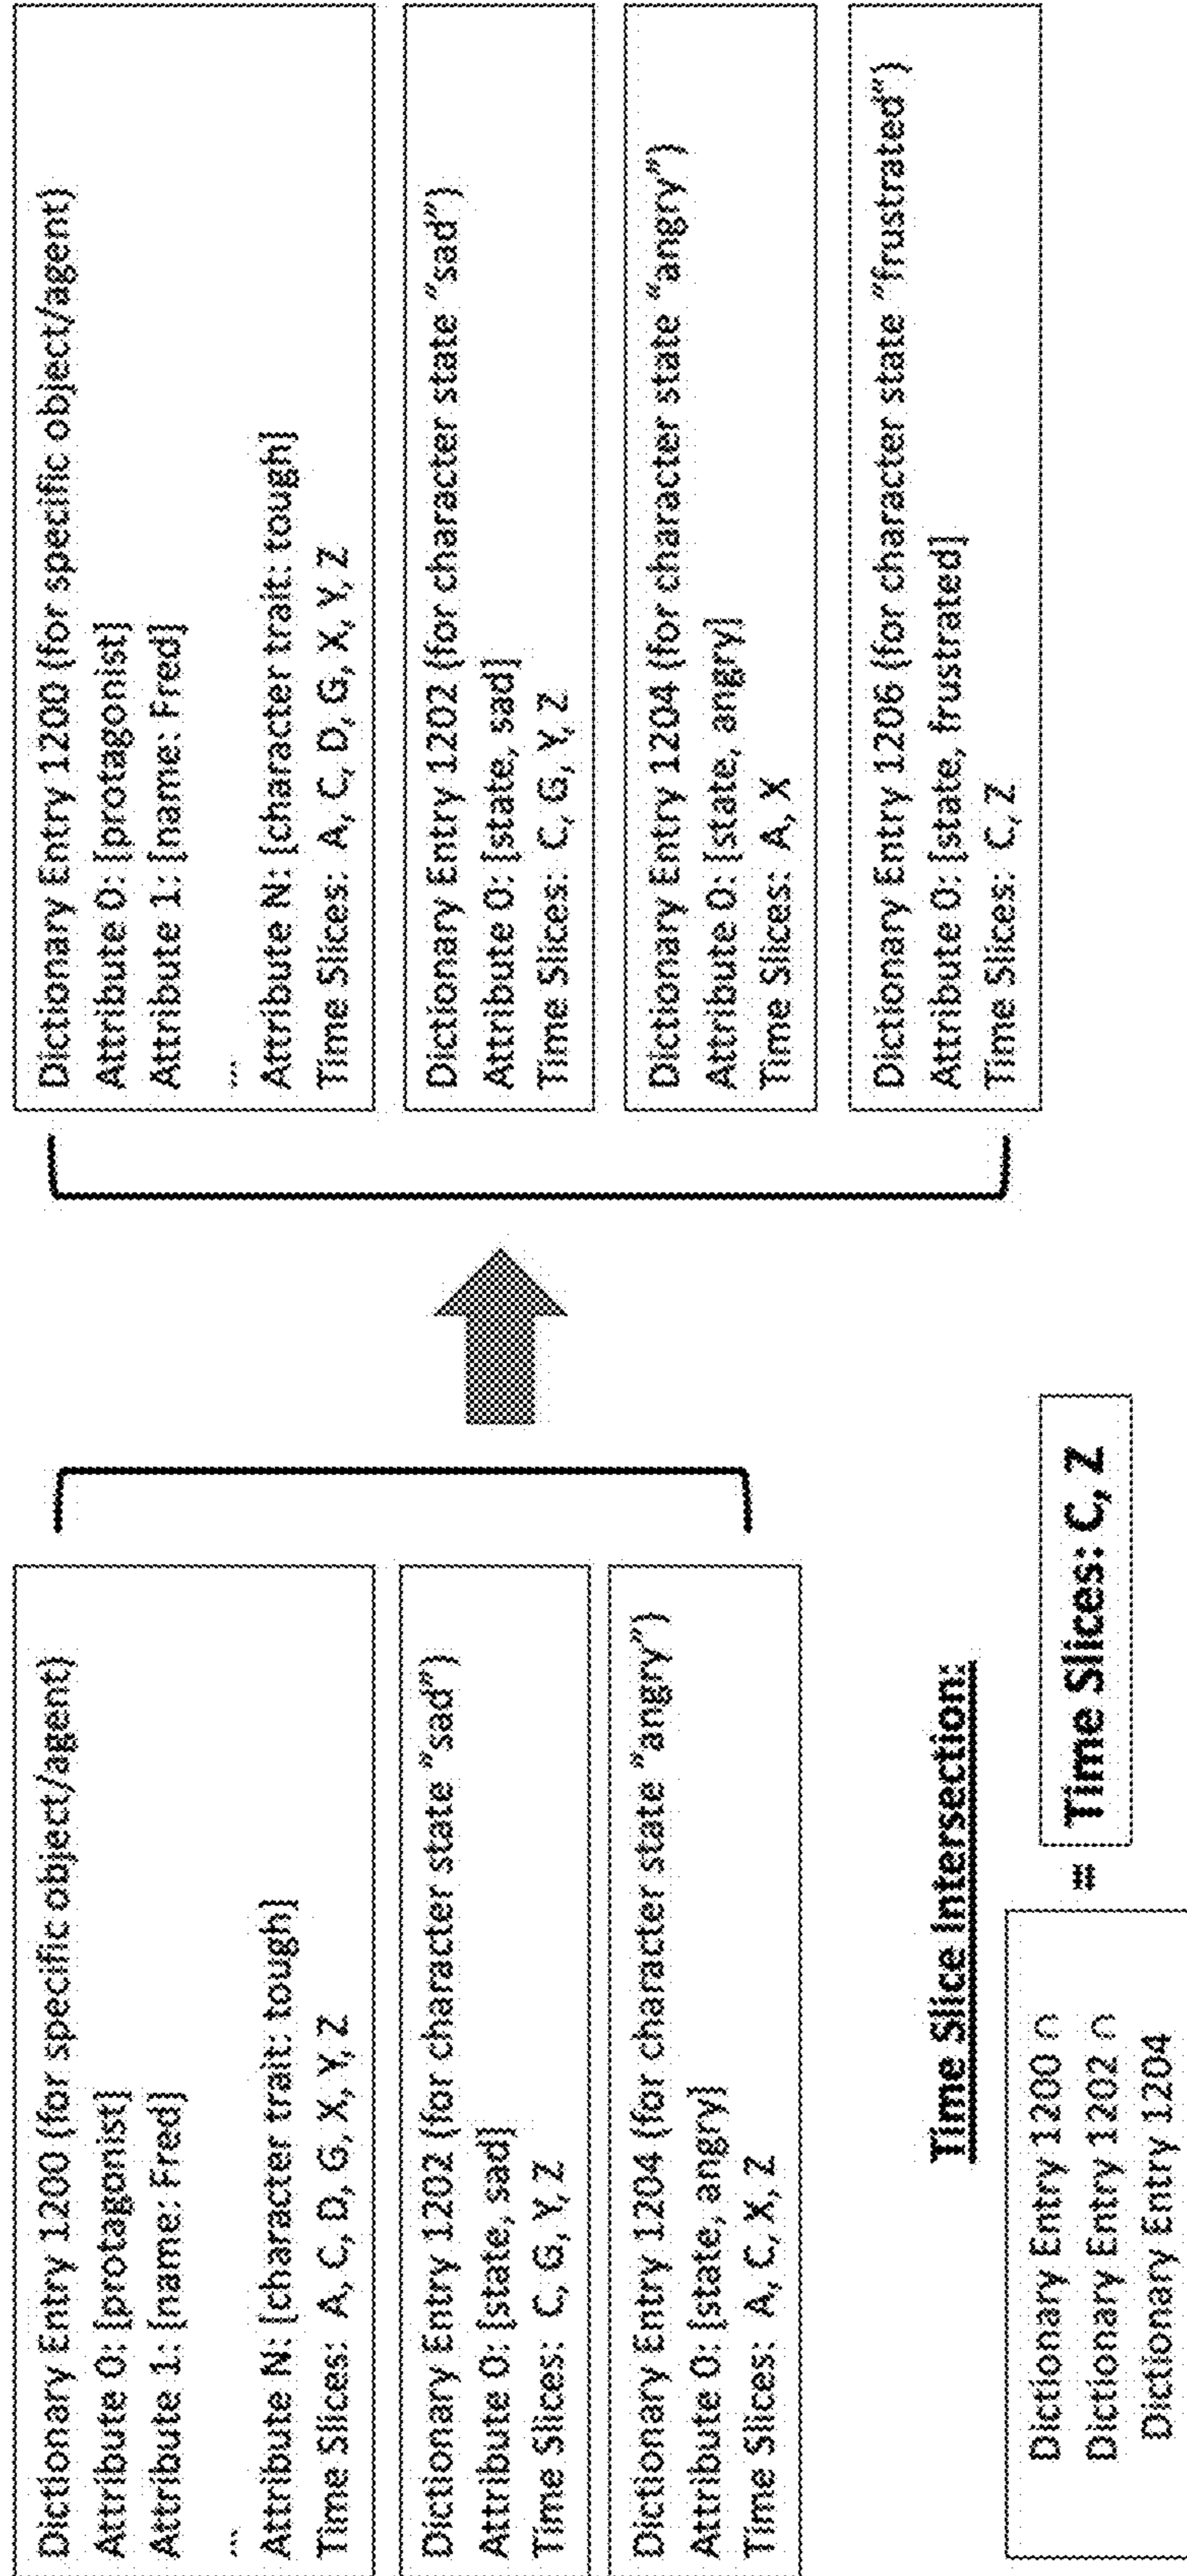 Dictionary Entry 1200 (for specific object/agent)
Attribute 0: [protagonist]
Attribute 1: [name: Fred]
...
Attribute N: [character trait: tough]
Time Slices: A, C, D, G, X, Y, Z
Dictionary Entry 1202 (for character state "sad")
Attribute 0: [state, sad]
Time Slices: C, G, Y, Z
Dictionary Entry 1204 (for character state "angry")
Attribute 0: [state, angry]
Time Slices: A, C, X, Z
Time Slice Intersection:
Dictionary Entry 1200 ∩
Dictionary Entry 1202 ∩
Dictionary Entry 1204
=
Time Slices: C, Z
Dictionary Entry 1200 (for specific object/agent)
Attribute 0: [protagonist]
Attribute 1: [name: Fred]
...
Attribute N: [character trait: tough]
Time Slices: A, C, D, G, X, Y, Z
Dictionary Entry 1202 (for character state "sad")
Attribute 0: [state, sad]
Time Slices: C, G, Y, Z
Dictionary Entry 1204 (for character state "angry")
Attribute 0: [state, angry]
Time Slices: A, X
Dictionary Entry 1206 (for character state "frustrated")
Attribute 0: [state, frustrated]
Time Slices: C, Z